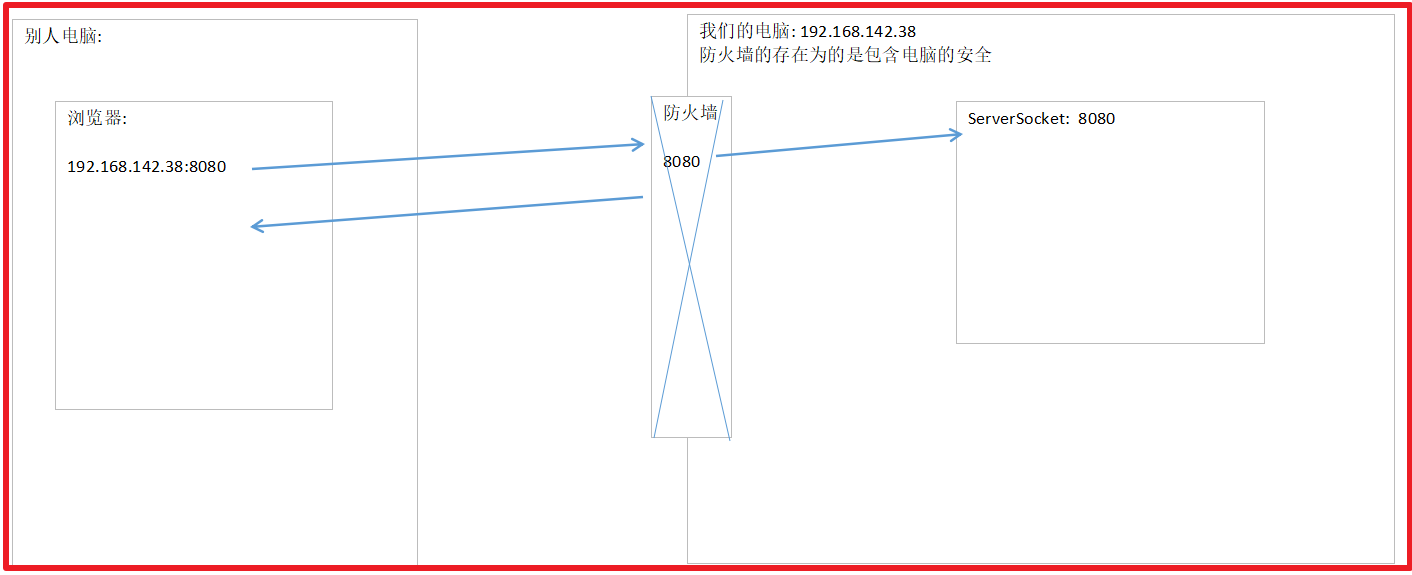 别人电脑:
浏览器:
192.168.142.38:8080
防火墙
8080
我们的电脑: 192.168.142.38
防火墙的存在为的是包含电脑的安全
ServerSocket: 8080